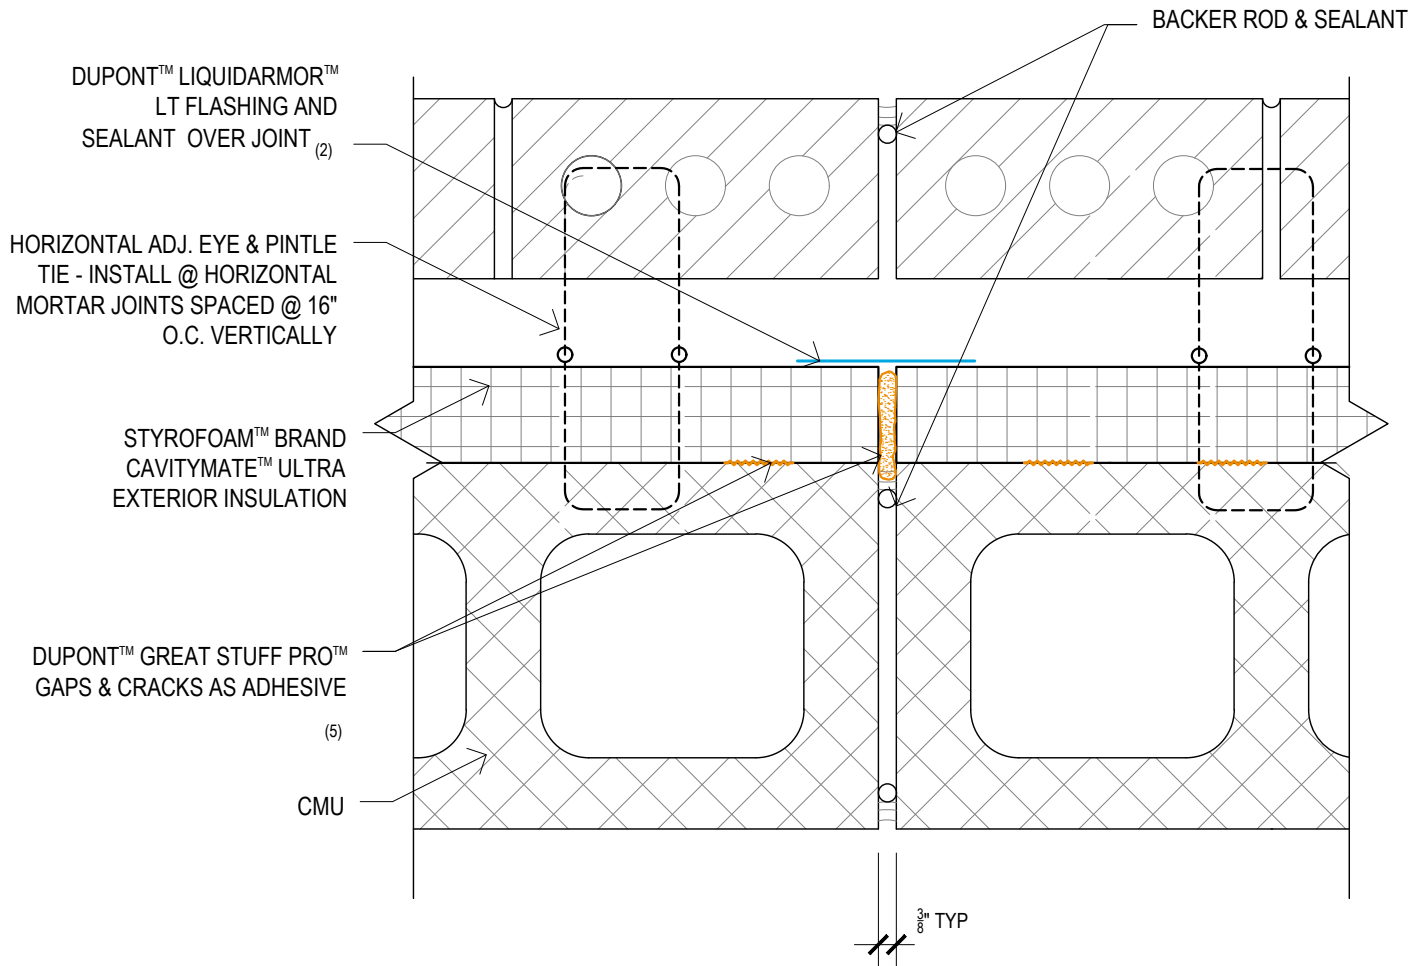 BACKER ROD & SEALANT
DUPONT™ LIQUIDARMOR™
LT FLASHING AND
SEALANT OVER JOINT (2)
HORIZONTAL ADJ. EYE & PINTLE
TIE - INSTALL @ HORIZONTAL
MORTAR JOINTS SPACED @ 16"
O.C. VERTICALLY
STYROFOAM™ BRAND
CAVITYMATE™ ULTRA
EXTERIOR INSULATION
DUPONT™ GREAT STUFF PRO™
GAPS & CRACKS AS ADHESIVE
(5)
CMU
3/8" TYP